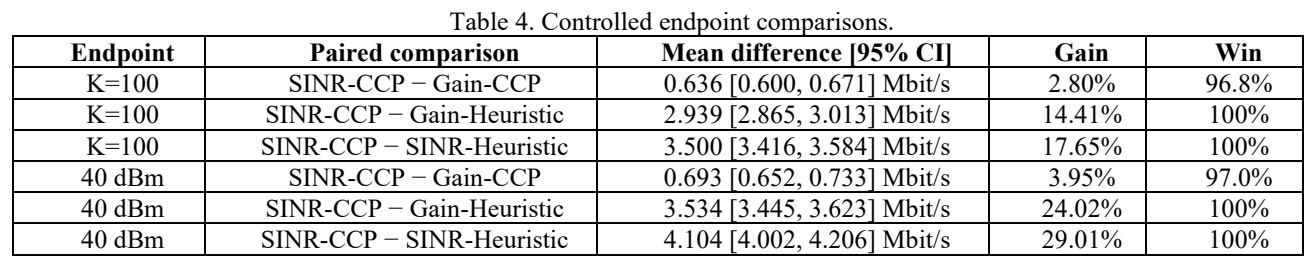 Table 4. Controlled endpoint comparisons.
Endpoint Paired comparison Mean difference [95% CI] Gain Win
K=100 SINR-CCP − Gain-CCP 0.636 [0.600, 0.671] Mbit/s 2.80% 96.8%
K=100 SINR-CCP − Gain-Heuristic 2.939 [2.865, 3.013] Mbit/s 14.41% 100%
K=100 SINR-CCP − SINR-Heuristic 3.500 [3.416, 3.584] Mbit/s 17.65% 100%
40 dBm SINR-CCP − Gain-CCP 0.693 [0.652, 0.733] Mbit/s 3.95% 97.0%
40 dBm SINR-CCP − Gain-Heuristic 3.534 [3.445, 3.623] Mbit/s 24.02% 100%
40 dBm SINR-CCP − SINR-Heuristic 4.104 [4.002, 4.206] Mbit/s 29.01% 100%